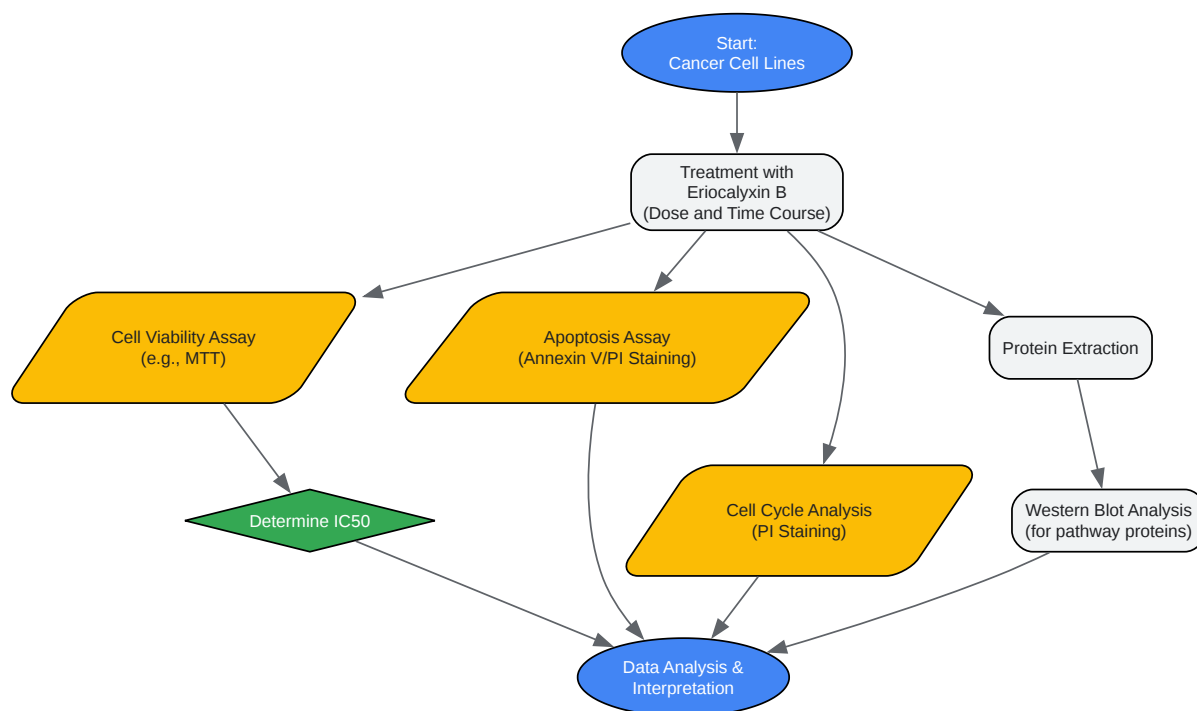 Start:
Cancer Cell Lines
Treatment with
Eriocalyxin B
(Dose and Time Course)
Cell Viability Assay
(e.g., MTT)
Apoptosis Assay
(Annexin V/PI Staining)
Protein Extraction
Determine IC50
Cell Cycle Analysis
(PI Staining)
Western Blot Analysis
(for pathway proteins)
Data Analysis &
Interpretation